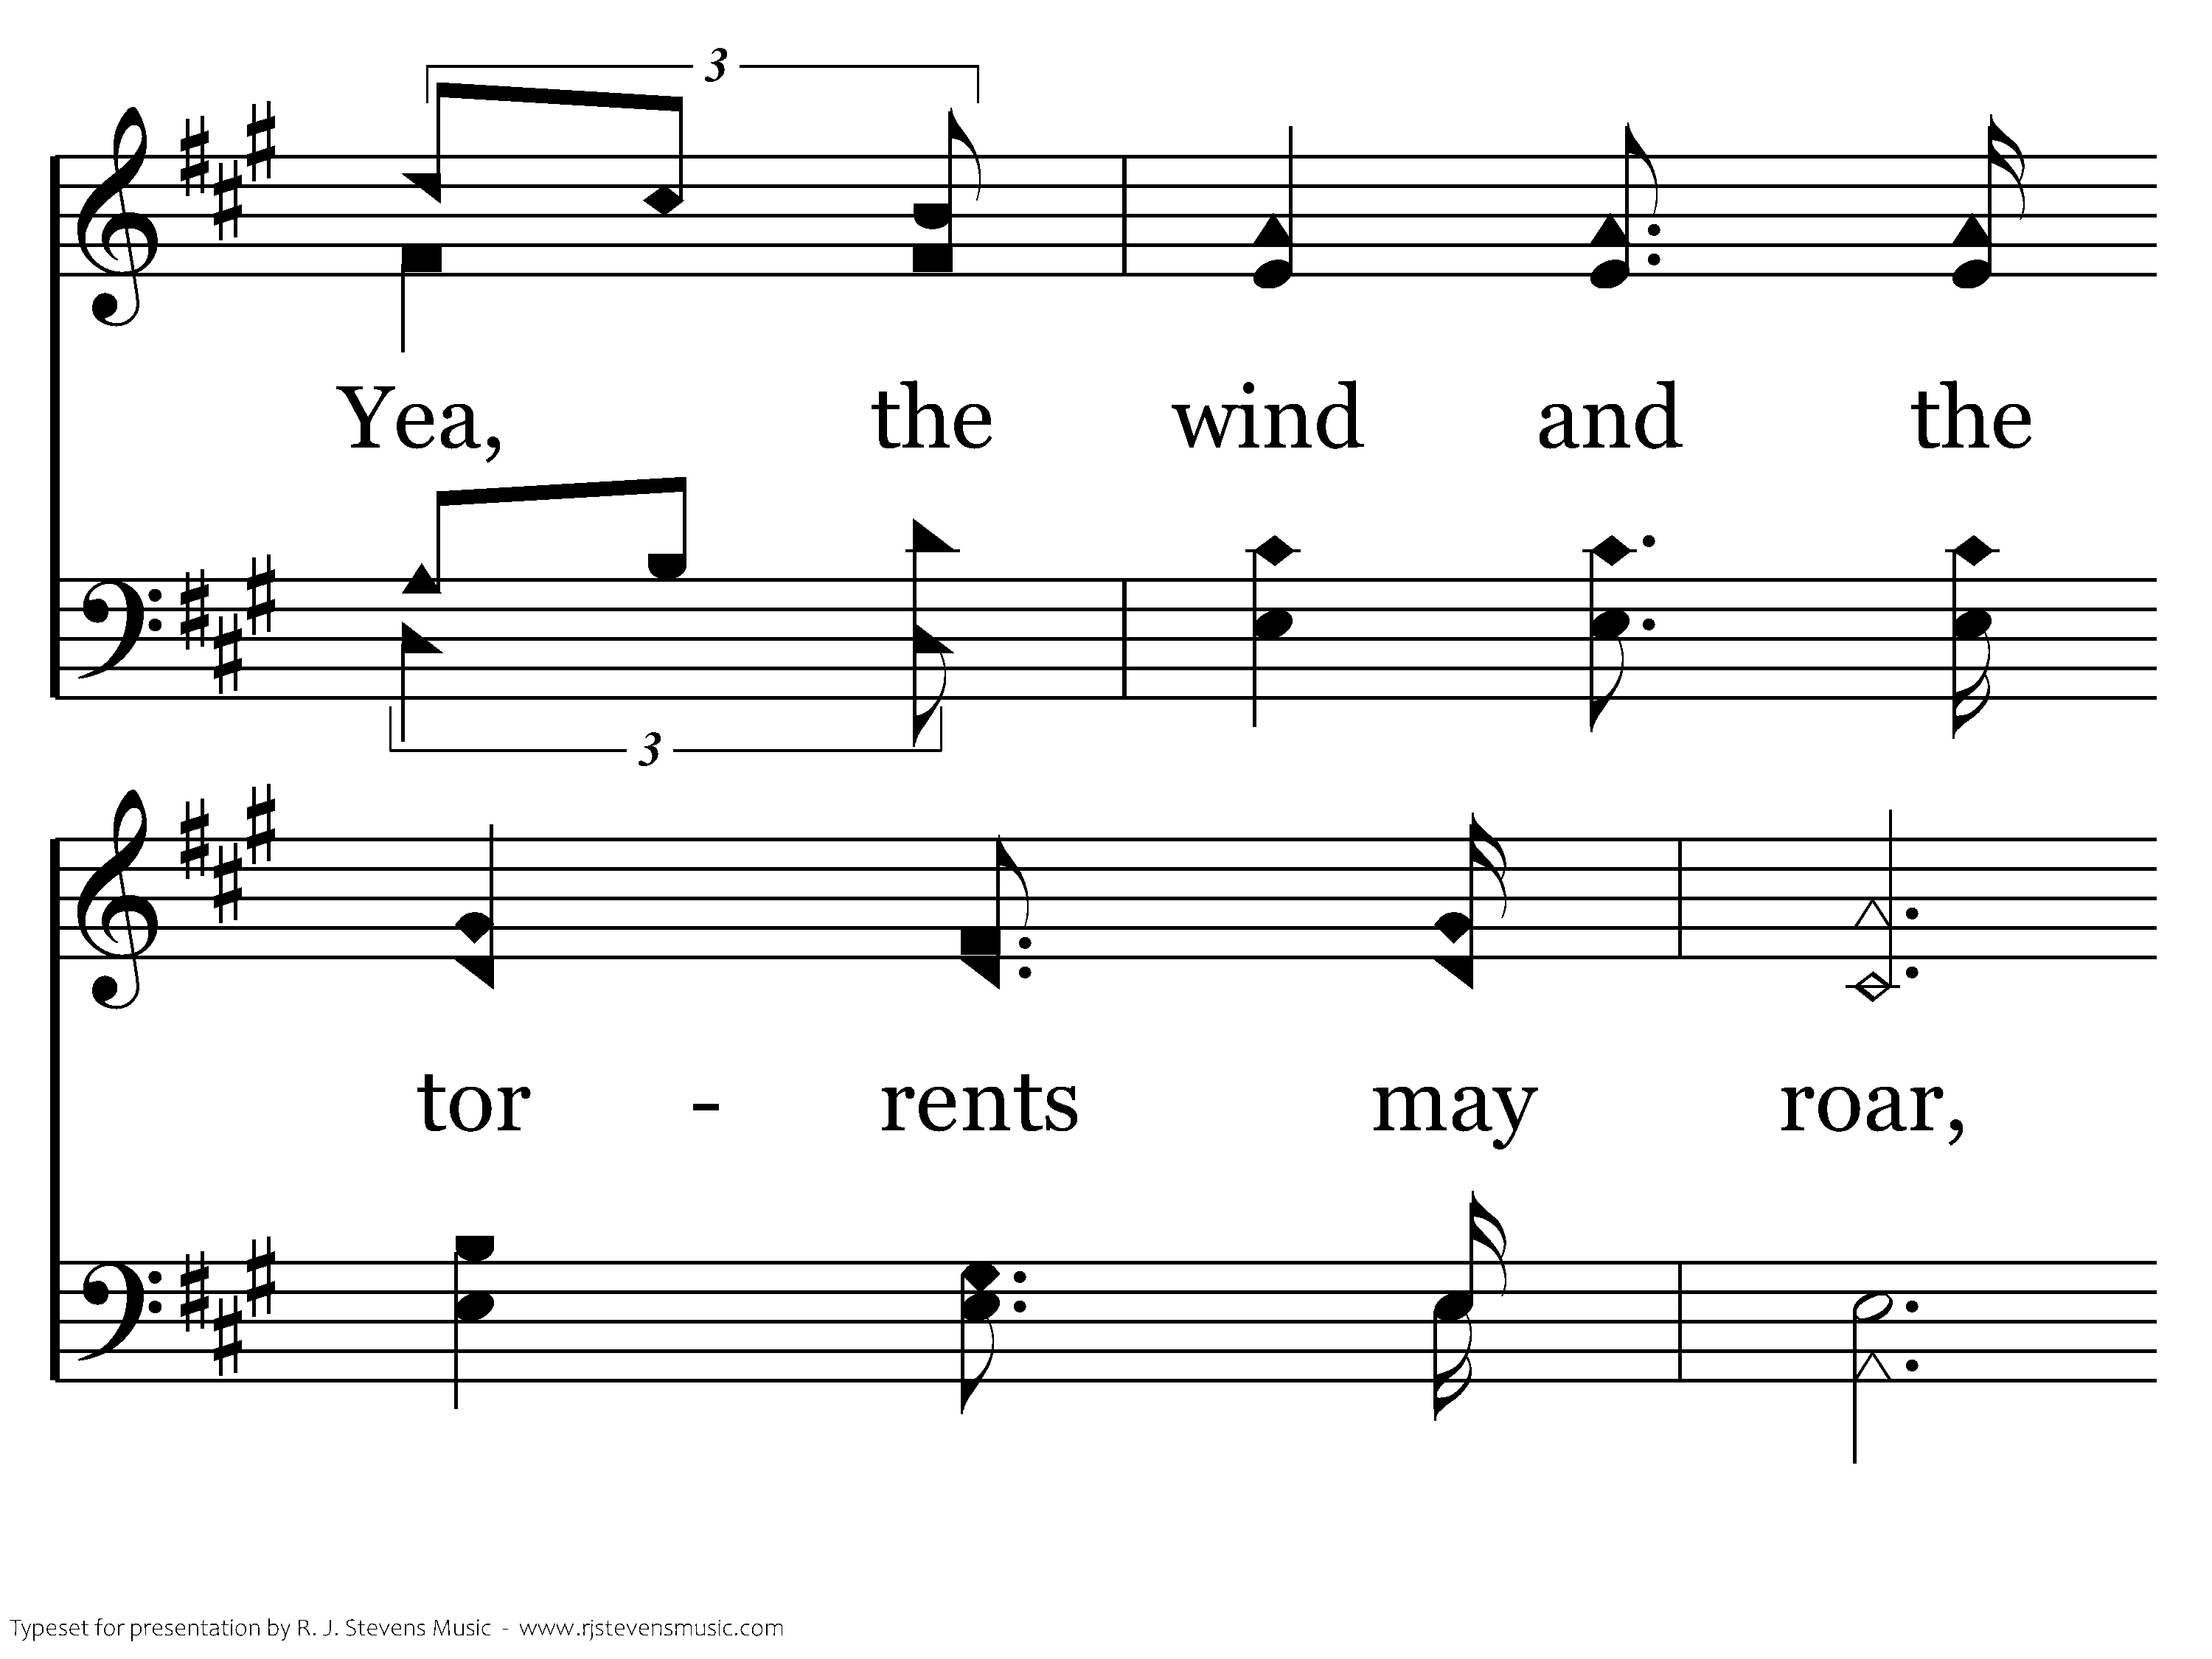 3
Yea, the wind and the
3
tor - rents may roar,
Typeset for presentation by R. J. Stevens Music - www.rjstevensmusic.com